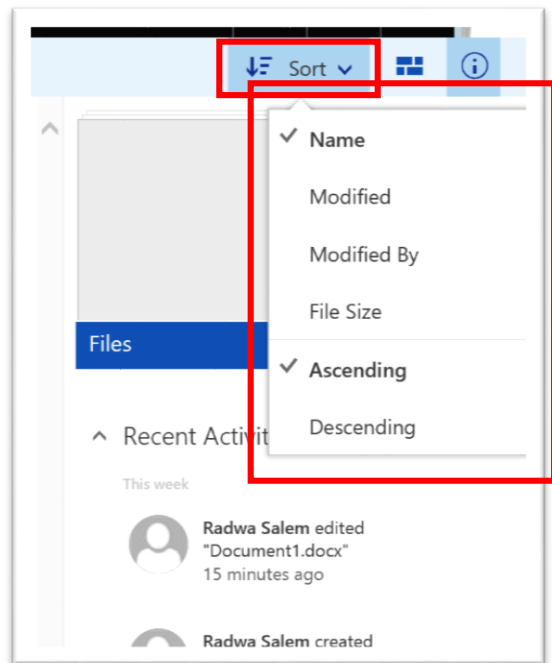 Sort
Name
Modified
Modified By
File Size
Files
Ascending
Descending
Recent Activit
This week
Radwa Salem edited
"Document1.docx"
15 minutes ago
Radwa Salem created